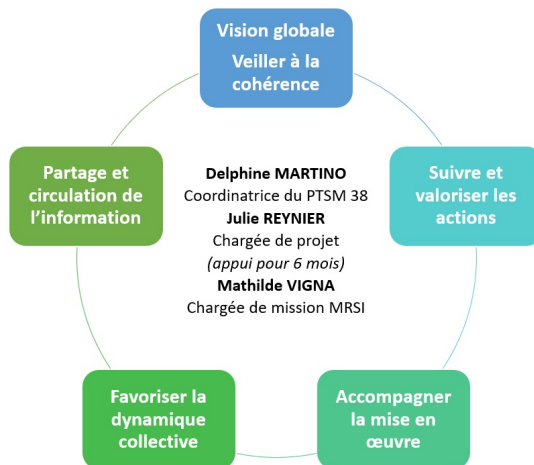 Vision globale
Veiller à la
cohérence
Partage et
circulation de
l'information
Delphine MARTINO
Coordinatrice du PTSM 38
Julie REYNIER
Chargée de projet
(appui pour 6 mois)
Mathilde VIGNA
Chargée de mission MRSI
Suivre et
valoriser les
actions
Favoriser la
dynamique
collective
Accompagner
la mise en
œuvre